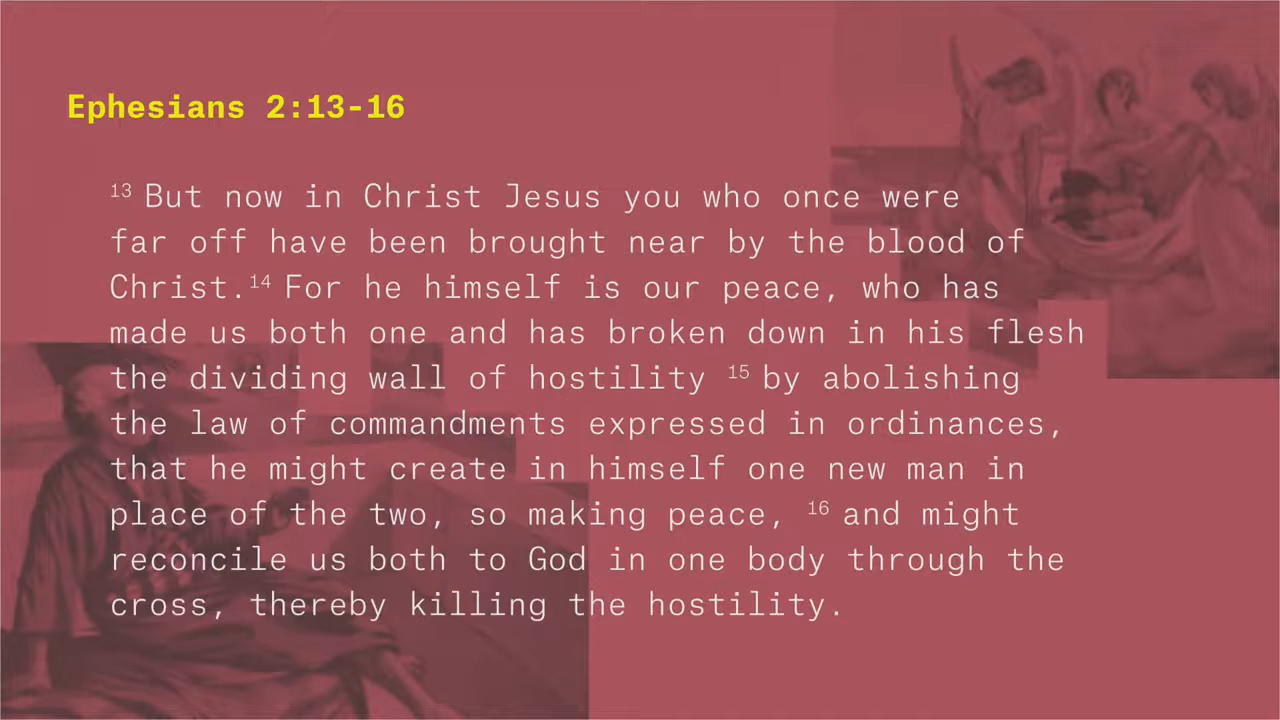 Ephesians 2:13-16
13 But now in Christ Jesus you who once were
far off have been brought near by the blood of
Christ.14 For he himself is our peace, who has
made us both one and has broken down in his flesh
the dividing wall of hostility 15 by abolishing
the law of commandments expressed in ordinances,
that he might create in himself one new man in
place of the two, so making peace, 16 and might
reconcile us both to God in one body through the
cross, thereby killing the hostility.